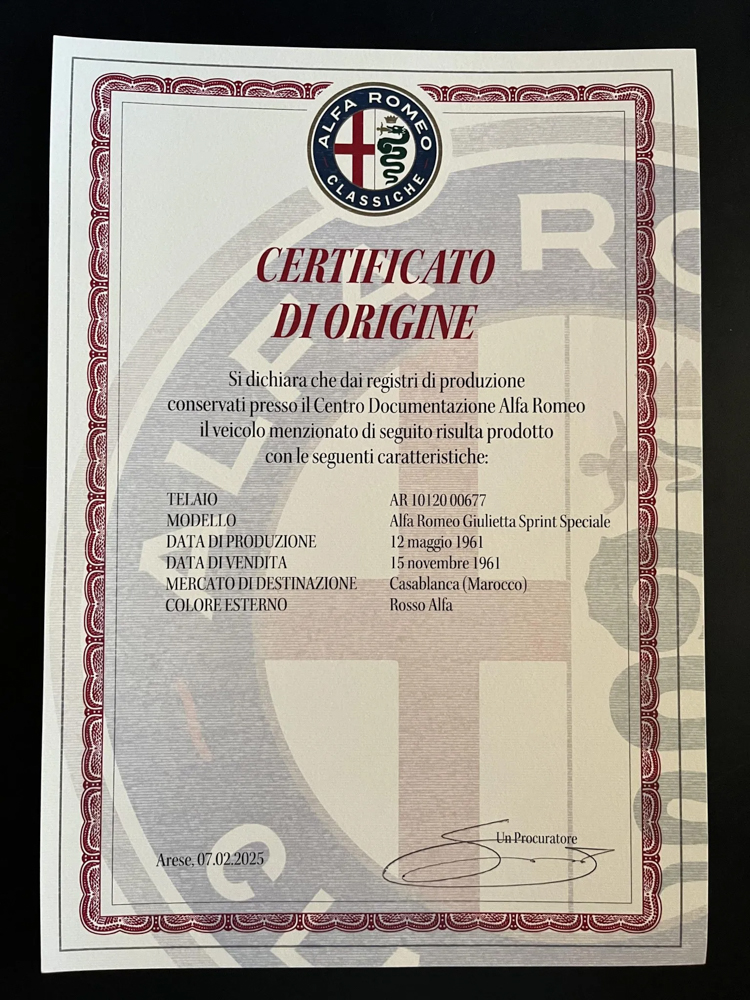 ALFA ROMEO
CLASSICHE
CERTIFICATO
DI ORIGINE
Si dichiara che dai registri di produzione
conservati presso il Centro Documentazione Alfa Romeo
il veicolo menzionato di seguito risulta prodotto
con le seguenti caratteristiche:
TELAIO AR 10120 00677
MODELLO Alfa Romeo Giulietta Sprint Speciale
DATA DI PRODUZIONE 12 maggio 1961
DATA DI VENDITA 15 novembre 1961
MERCATO DI DESTINAZIONE Casablanca (Marocco)
COLORE ESTERNO Rosso Alfa
Un Procuratore
Arese, 07.02.2025